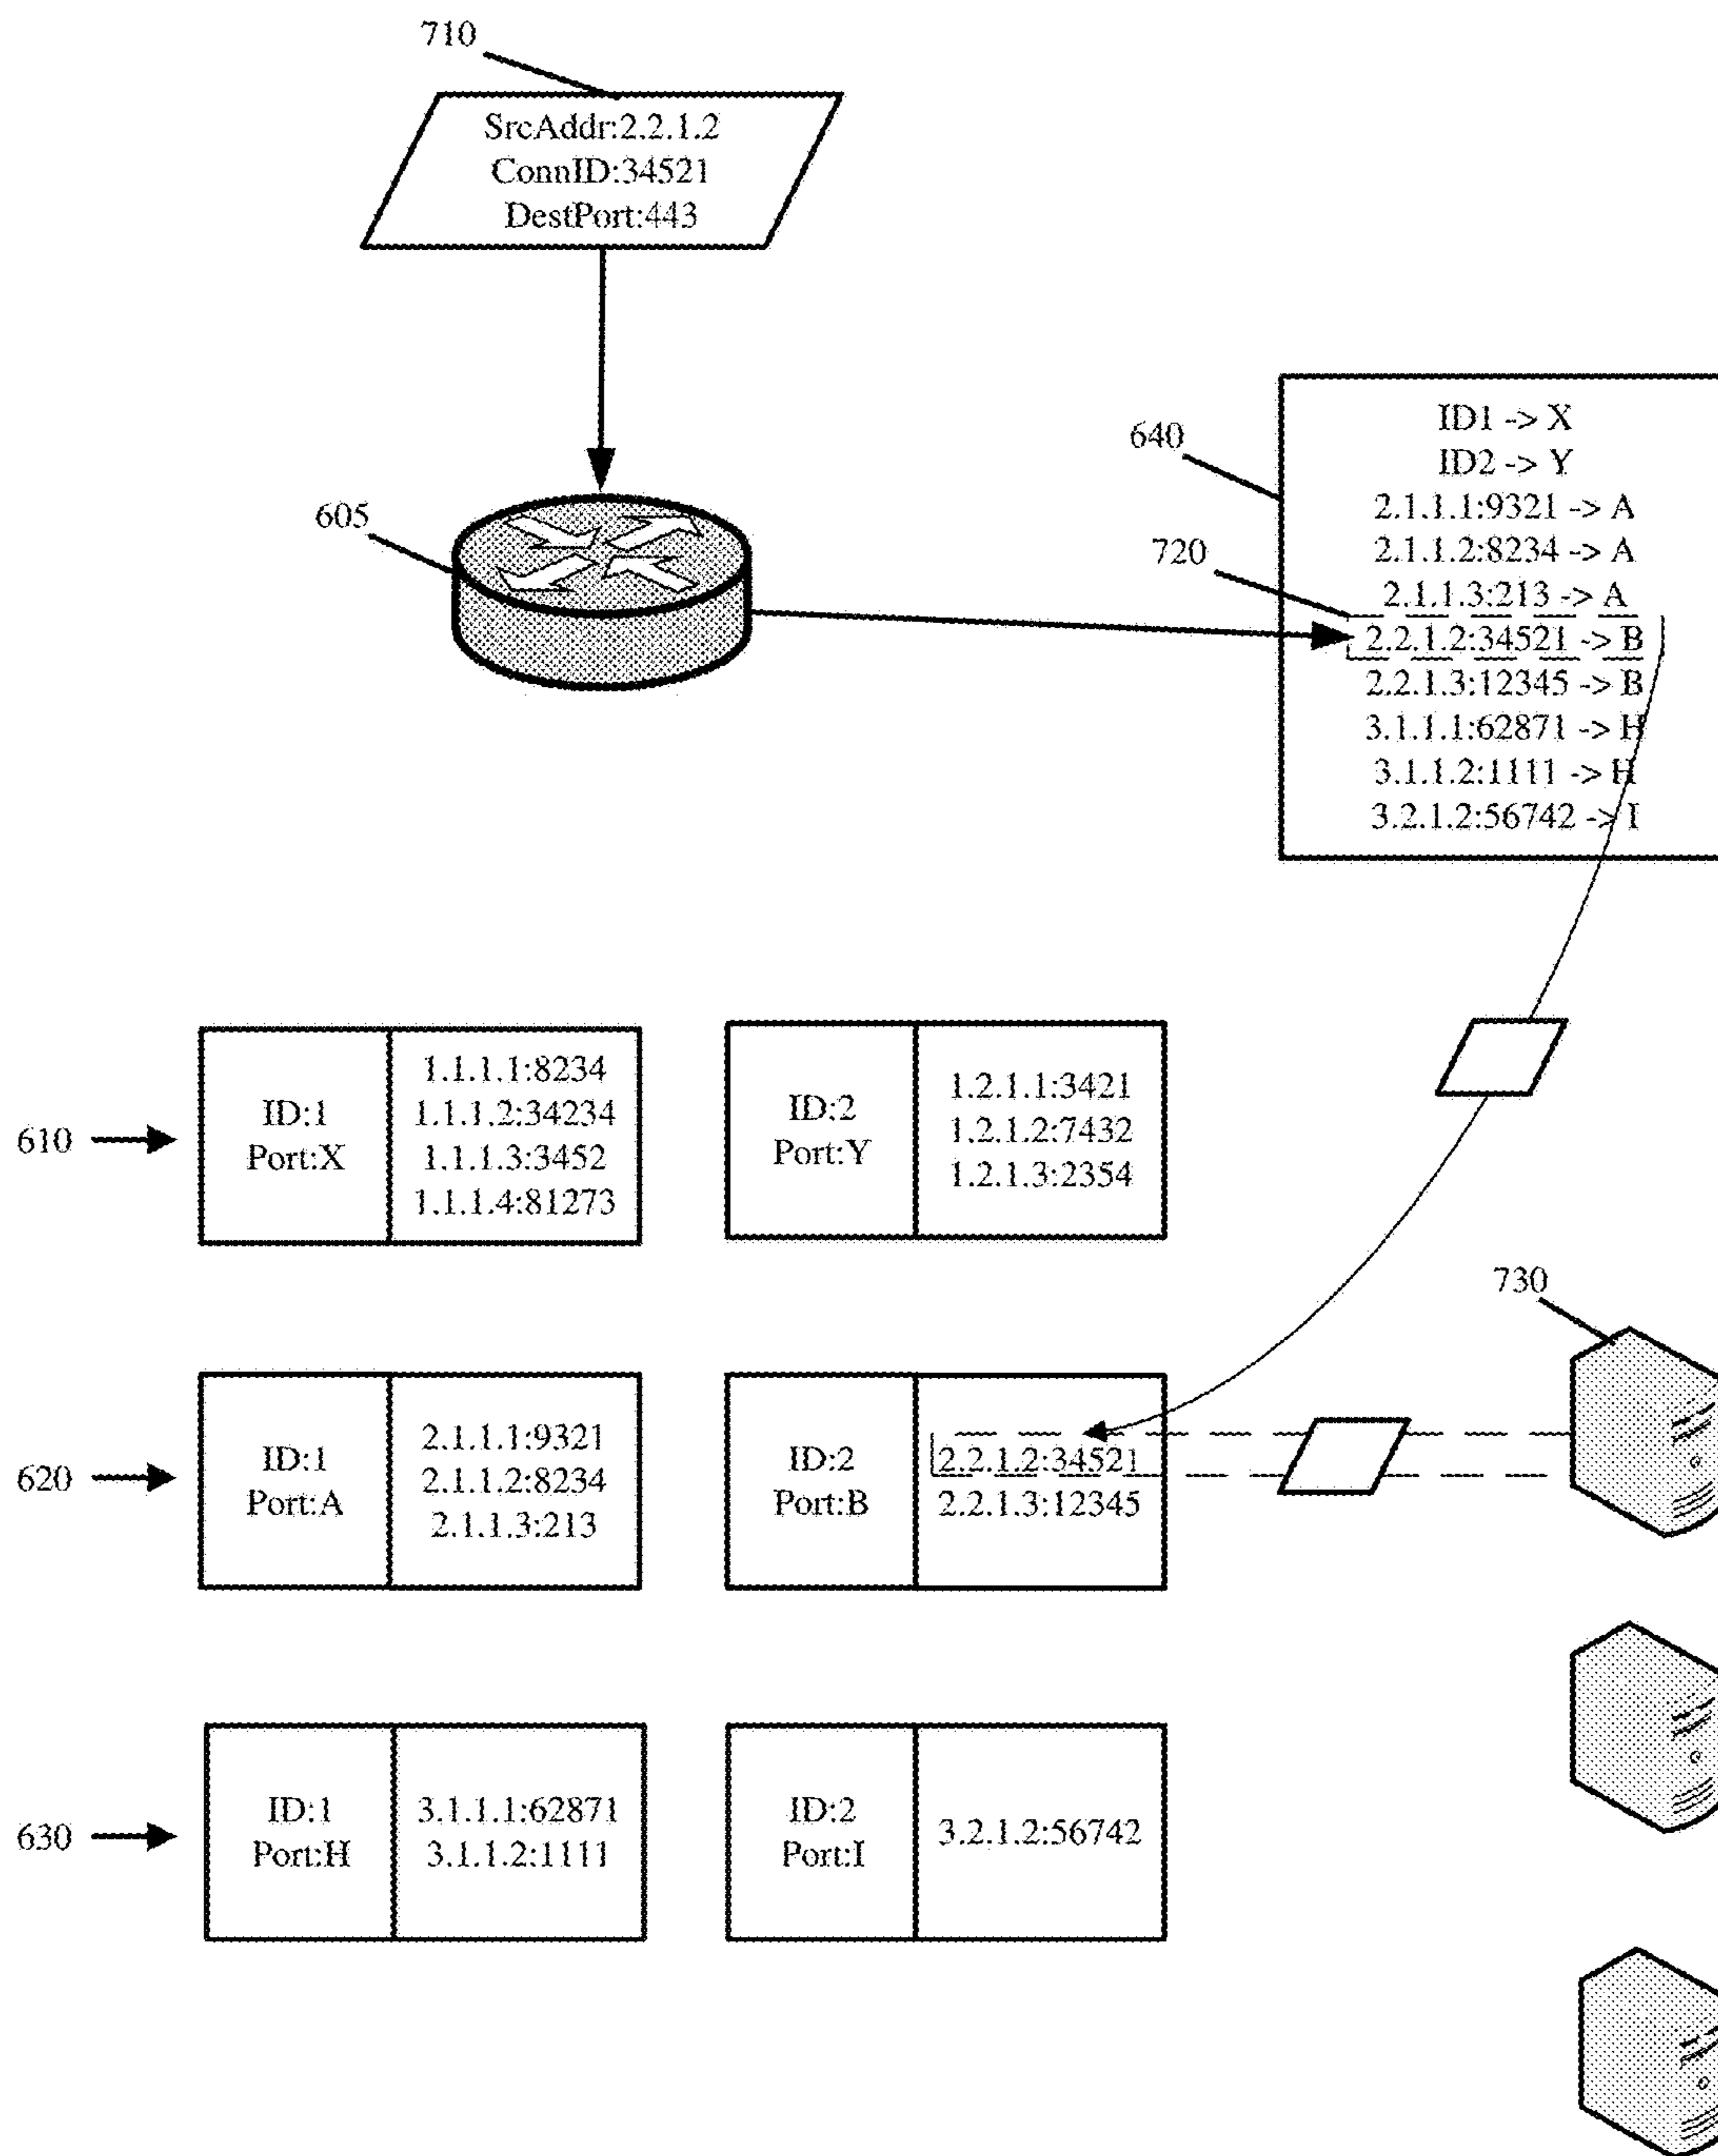 710
SrcAddr:2.2.1.2
ConnID:34521
DestPort:443
605
640
720
ID1 -> X
ID2 -> Y
2.1.1.1:9321 -> A
2.1.1.2:8234 -> A
2.1.1.3:213 -> A
2.2.1.2:34521 -> B
2.2.1.3:12345 -> B
3.1.1.1:62871 -> H
3.1.1.2:1111 -> H
3.2.1.2:56742 -> I
610
ID:1
Port:X
1.1.1.1:8234
1.1.1.2:34234
1.1.1.3:3452
1.1.1.4:81273
ID:2
Port:Y
1.2.1.1:3421
1.2.1.2:7432
1.2.1.3:2354
730
620
ID:1
Port:A
2.1.1.1:9321
2.1.1.2:8234
2.1.1.3:213
ID:2
Port:B
2.2.1.2:34521
2.2.1.3:12345
630
ID:1
Port:H
3.1.1.1:62871
3.1.1.2:1111
ID:2
Port:I
3.2.1.2:56742